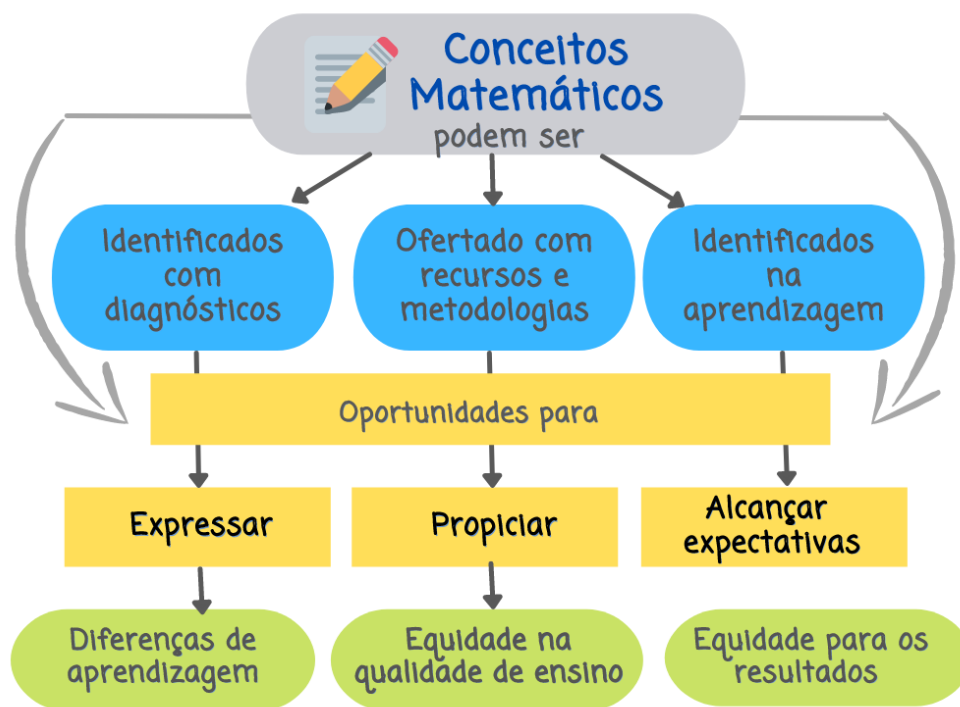 Conceitos
Matemáticos
podem ser
Identificados
com
diagnósticos
Ofertado com
recursos e
metodologias
Identificados
na
aprendizagem
Oportunidades para
Expressar
Propiciar
Alcançar
expectativas
Diferenças de
aprendizagem
Equidade na
qualidade de ensino
Equidade para os
resultados